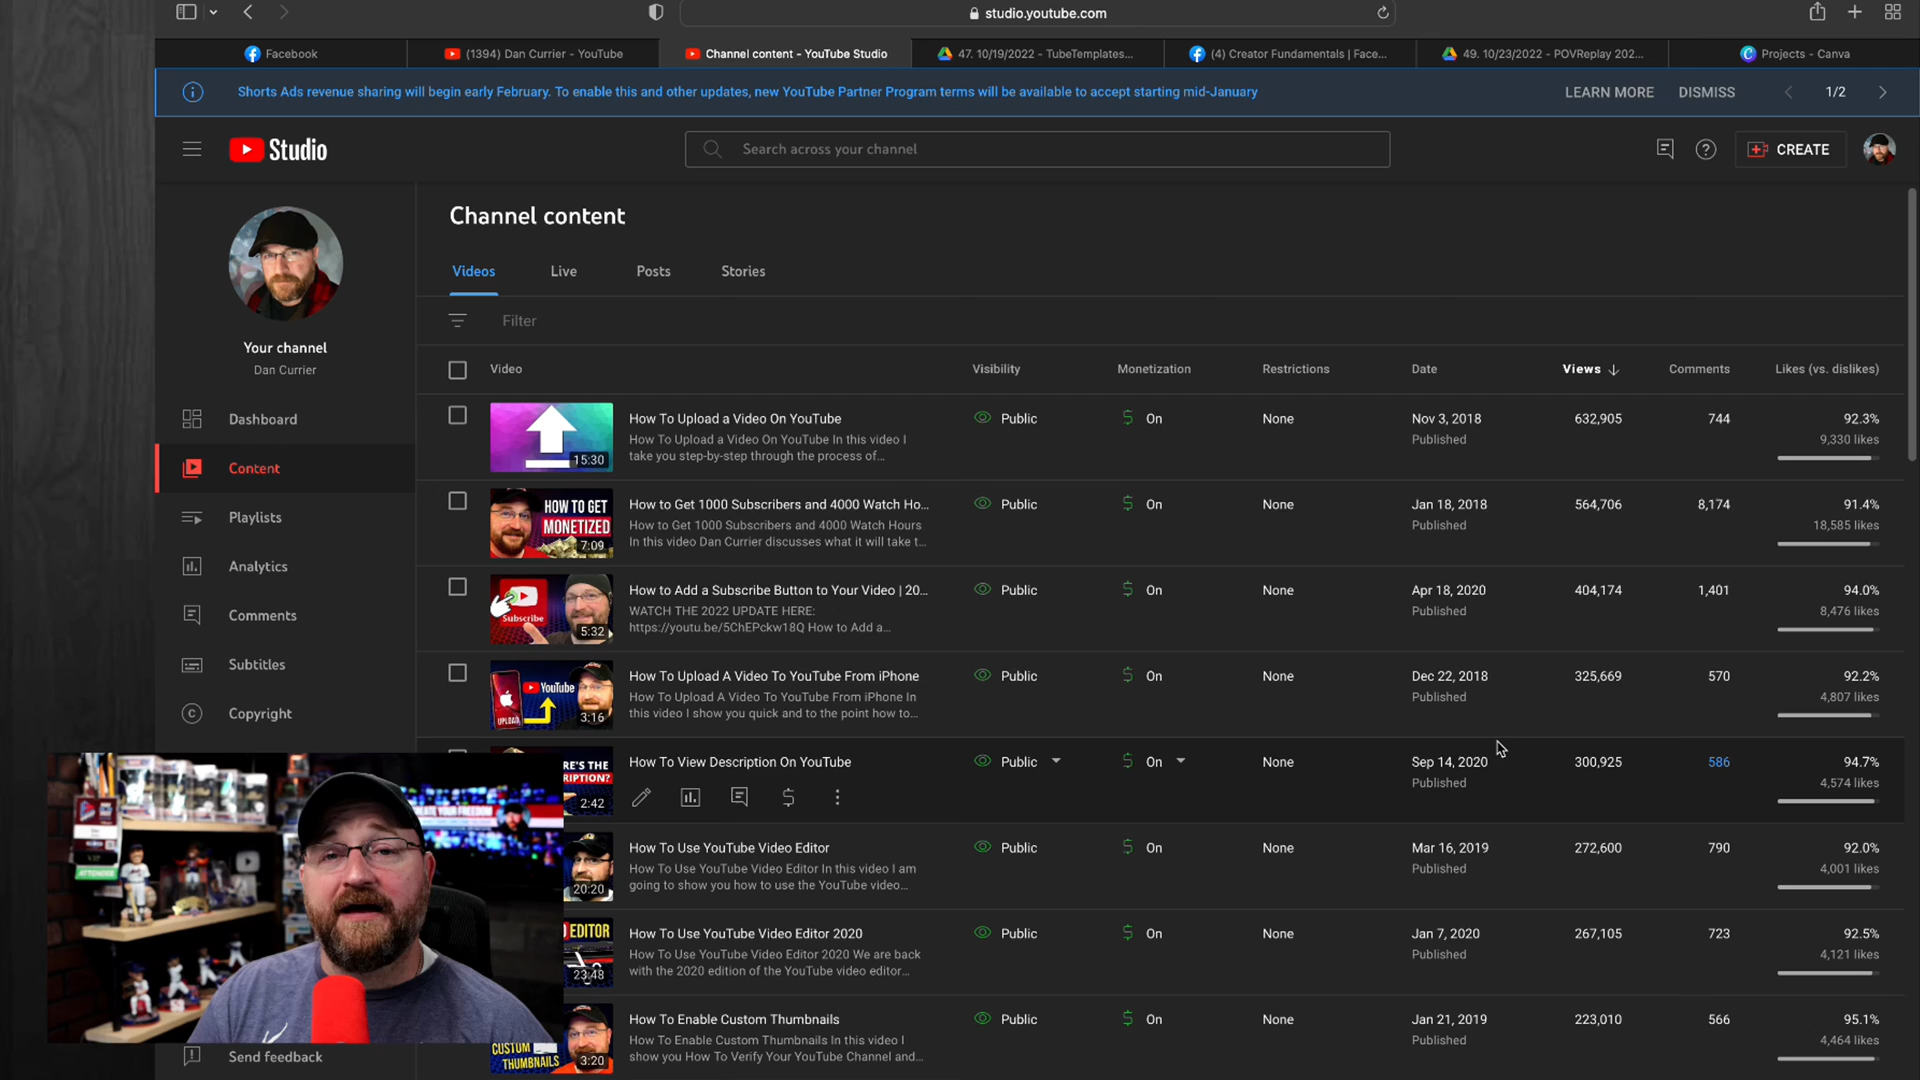 studio.youtube.com
Facebook
(1394) Dan Currier - YouTube
Channel content - YouTube Studio
47. 10/19/2022 - TubeTemplates...
(4) Creator Fundamentals | Face...
49. 10/23/2022 - POVReplay 202...
Projects - Canva
Shorts Ads revenue sharing will begin early February. To enable this and other updates, new YouTube Partner Program terms will be available to accept starting mid-January
LEARN MORE
DISMISS
1/2
Studio
Search across your channel
CREATE
Your channel
Dan Currier
Dashboard
Content
Playlists
Analytics
Comments
Subtitles
Copyright
Send feedback
Channel content
Videos
Live
Posts
Stories
Filter
Video
Visibility
Monetization
Restrictions
Date
Views
Comments
Likes (vs. dislikes)
15:30
How To Upload a Video On YouTube
How To Upload a Video On YouTube In this video I
take you step-by-step through the process of...
Public
On
None
Nov 3, 2018
Published
632,905
744
92.3%
9,330 likes
HOW TO GET
MONETIZED
7:09
How to Get 1000 Subscribers and 4000 Watch Ho...
How to Get 1000 Subscribers and 4000 Watch Hours
In this video Dan Currier discusses what it will take t...
Public
On
None
Jan 18, 2018
Published
564,706
8,174
91.4%
18,585 likes
Subscribe
5:32
How to Add a Subscribe Button to Your Video | 20...
WATCH THE 2022 UPDATE HERE:
https://youtu.be/5ChEPckw18Q How to Add a...
Public
On
None
Apr 18, 2020
Published
404,174
1,401
94.0%
8,476 likes
YouTube
UPLOAD
3:16
How To Upload A Video To YouTube From iPhone
How To Upload A Video To YouTube From iPhone In
this video I show you quick and to the point how to...
Public
On
None
Dec 22, 2018
Published
325,669
570
92.2%
4,807 likes
2:42
How To View Description On YouTube
Public
On
None
Sep 14, 2020
Published
300,925
586
94.7%
4,574 likes
20:20
How To Use YouTube Video Editor
How To Use YouTube Video Editor In this video I am
going to show you how to use the YouTube video...
Public
On
None
Mar 16, 2019
Published
272,600
790
92.0%
4,001 likes
EDITOR
23:48
How To Use YouTube Video Editor 2020
How To Use YouTube Video Editor 2020 We are back
with the 2020 edition of the YouTube video editor...
Public
On
None
Jan 7, 2020
Published
267,105
723
92.5%
4,121 likes
CUSTOM
THUMBNAILS
3:20
How To Enable Custom Thumbnails
How To Enable Custom Thumbnails In this video I
show you How To Verify Your YouTube Channel and...
Public
On
None
Jan 21, 2019
Published
223,010
566
95.1%
4,464 likes